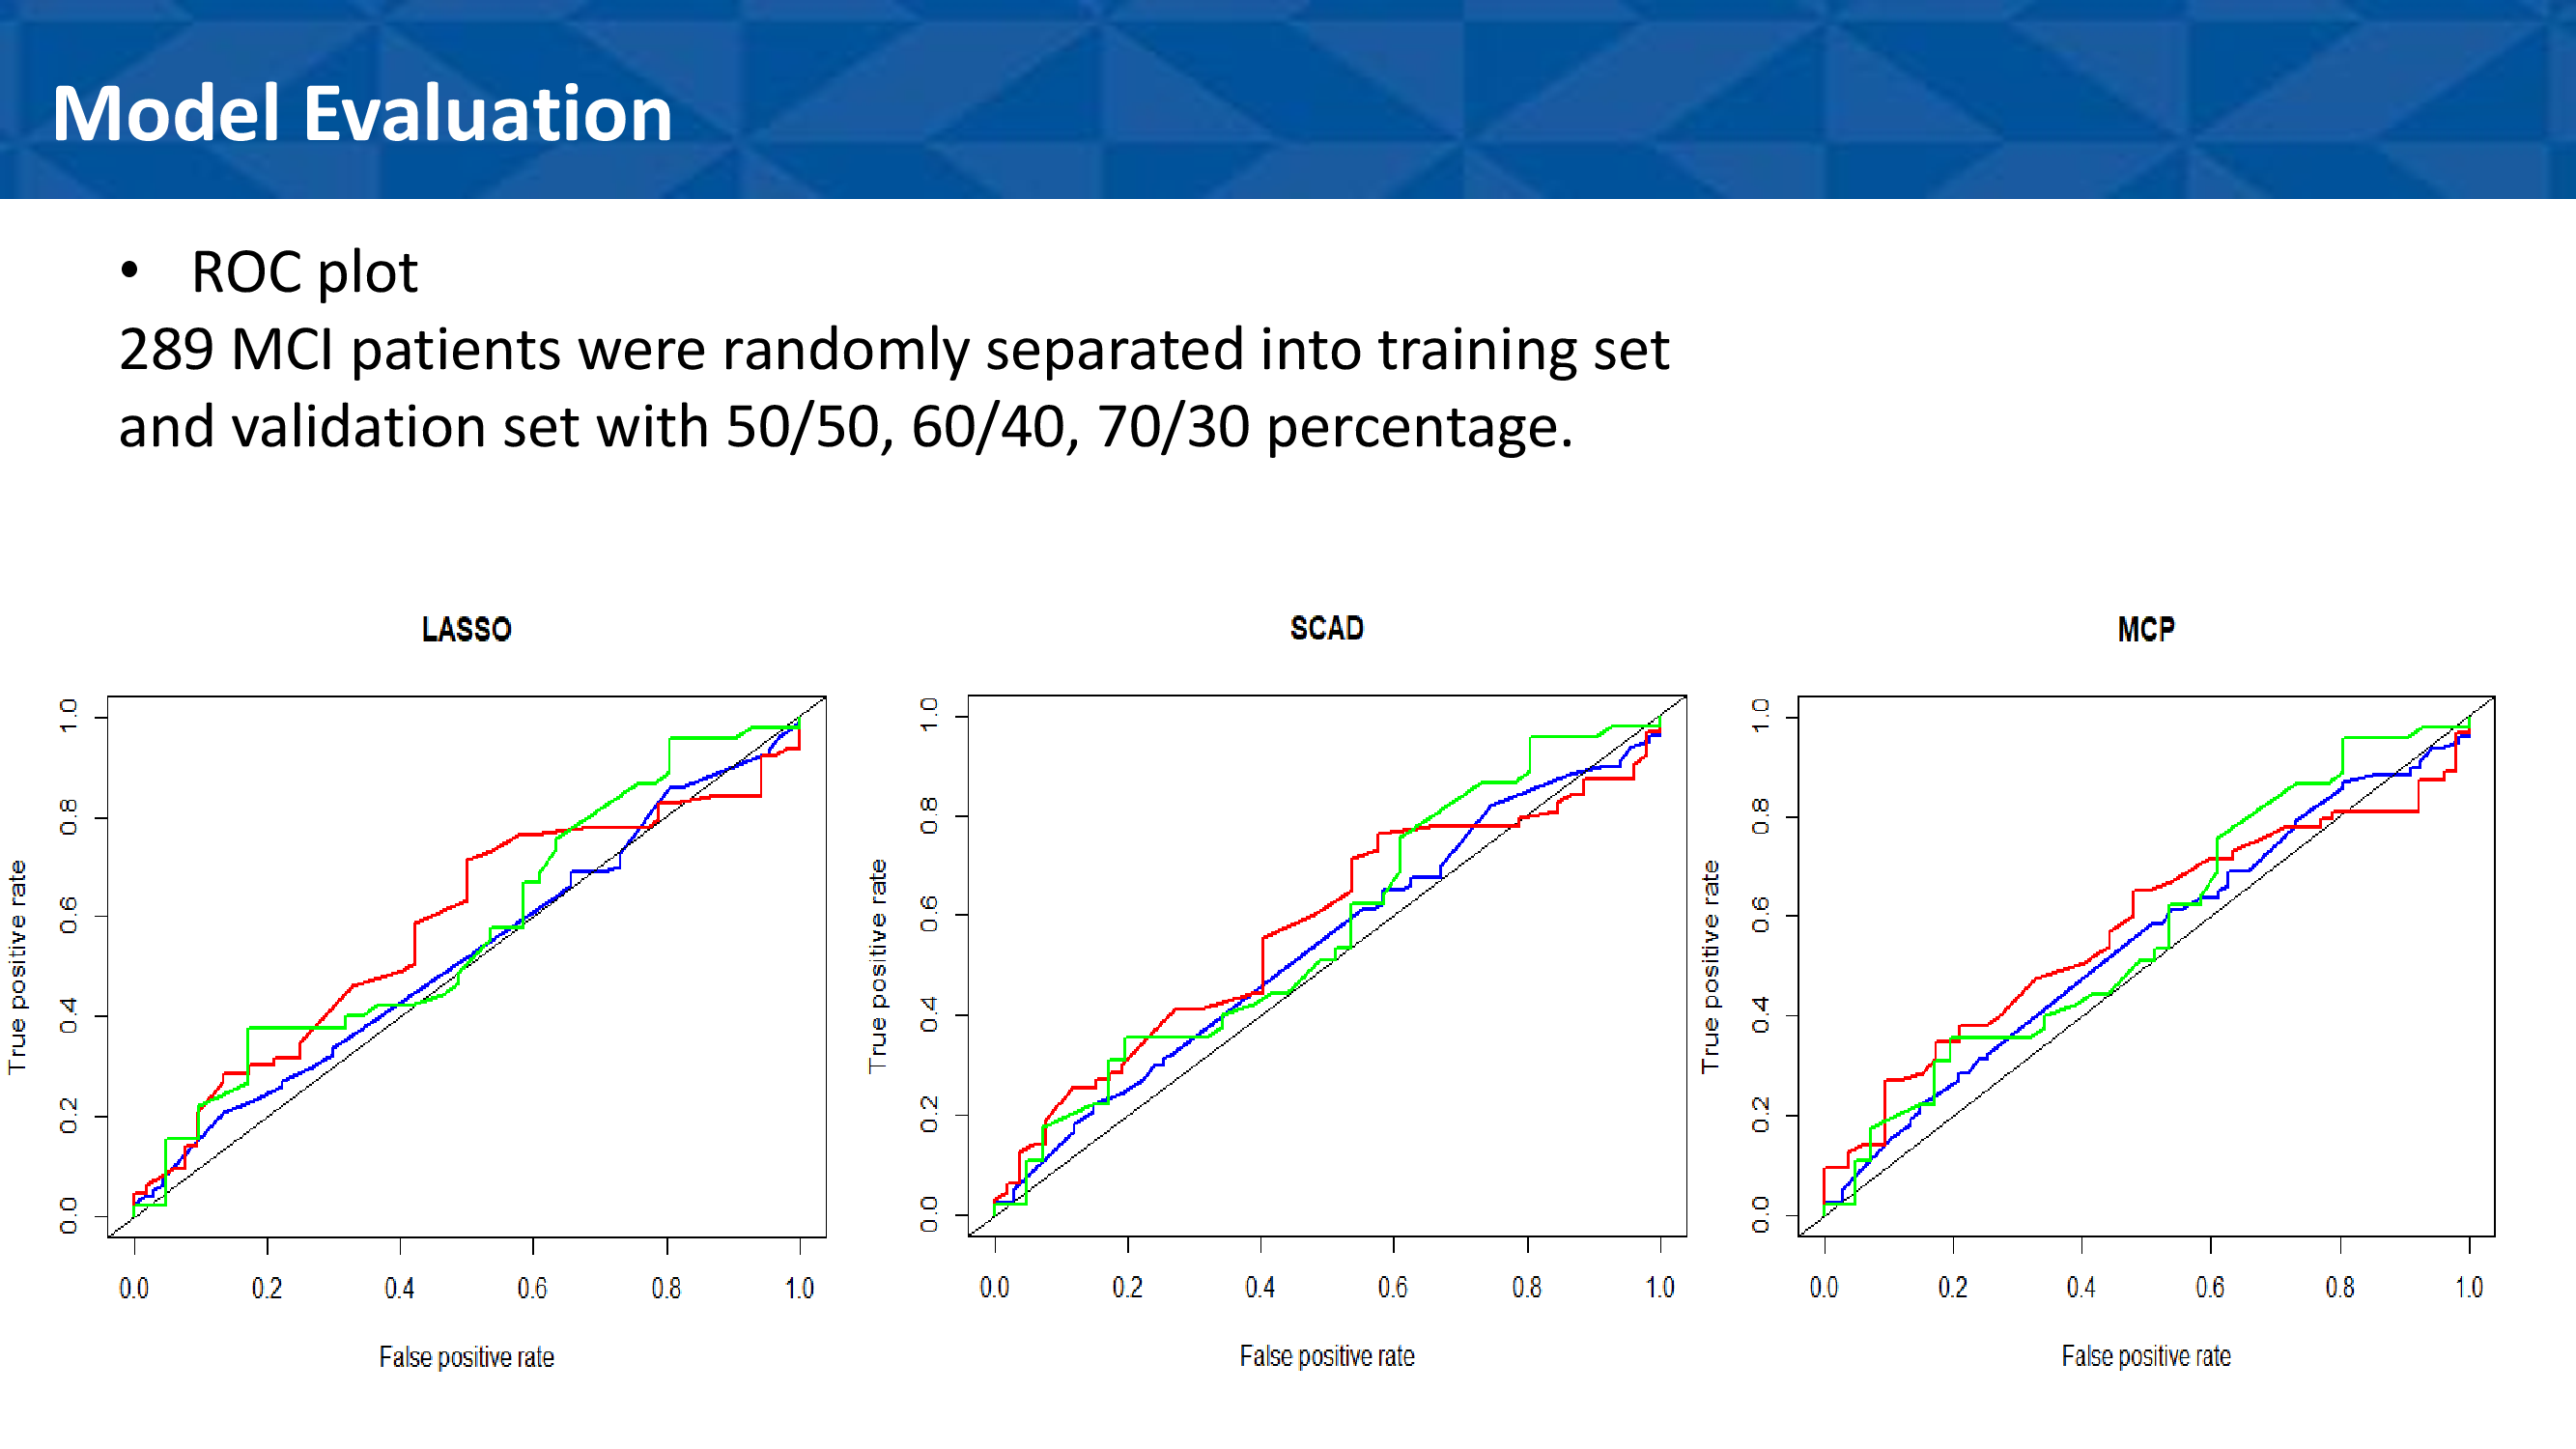 Model Evaluation
• ROC plot
289 MCI patients were randomly separated into training set
and validation set with 50/50, 60/40, 70/30 percentage.
LASSO
True positive rate
1.0
0.8
0.6
0.4
0.2
0.0
0.0 0.2 0.4 0.6 0.8 1.0
False positive rate
SCAD
True positive rate
1.0
0.8
0.6
0.4
0.2
0.0
0.0 0.2 0.4 0.6 0.8 1.0
False positive rate
MCP
True positive rate
1.0
0.8
0.6
0.4
0.2
0.0
0.0 0.2 0.4 0.6 0.8 1.0
False positive rate